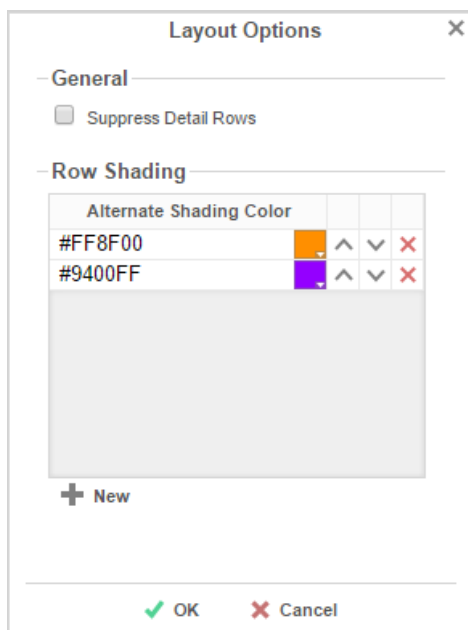 Layout Options
General
Suppress Detail Rows
Row Shading
Alternate Shading Color
#FF8F00
#9400FF
New
OK Cancel